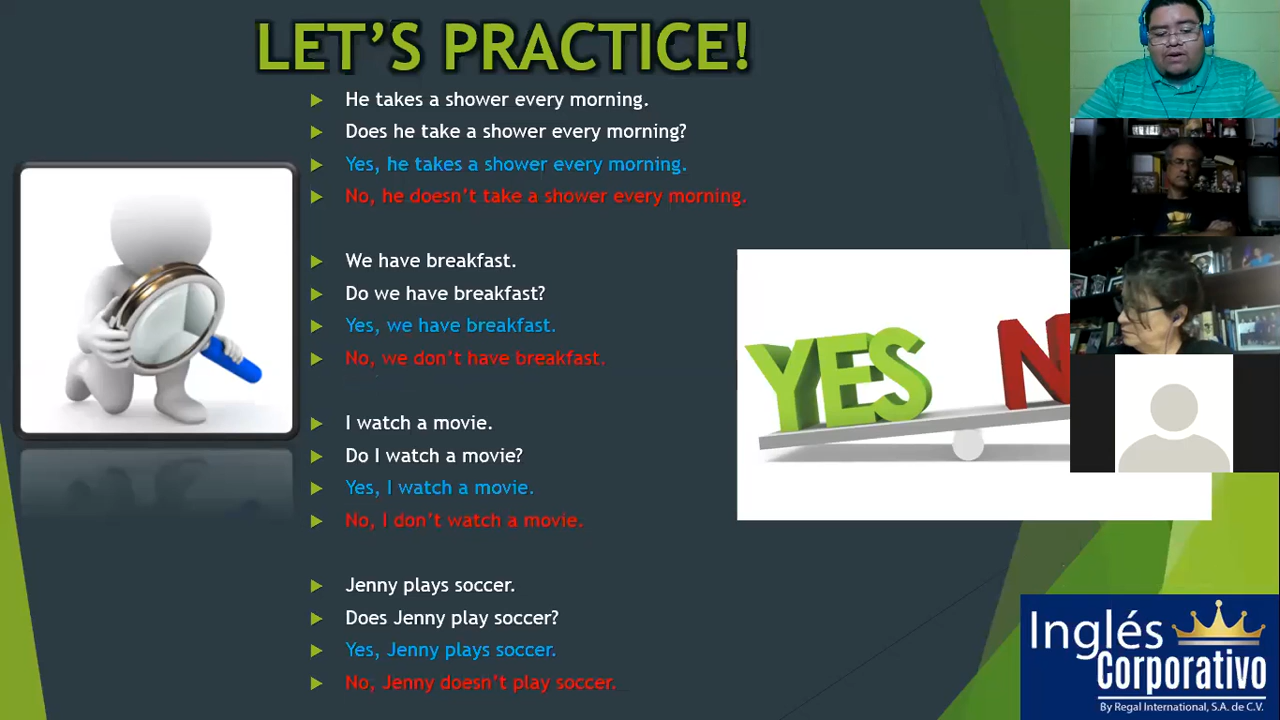 LET'S PRACTICE!
He takes a shower every morning.
Does he take a shower every morning?
Yes, he takes a shower every morning.
No, he doesn't take a shower every morning.
We have breakfast.
Do we have breakfast?
Yes, we have breakfast.
No, we don't have breakfast.
I watch a movie.
Do I watch a movie?
Yes, I watch a movie.
No, I don't watch a movie.
Jenny plays soccer.
Does Jenny play soccer?
Yes, Jenny plays soccer.
No, Jenny doesn't play soccer.
YES N
Inglés
Corporativo
By Regal International, S.A. de C.V.